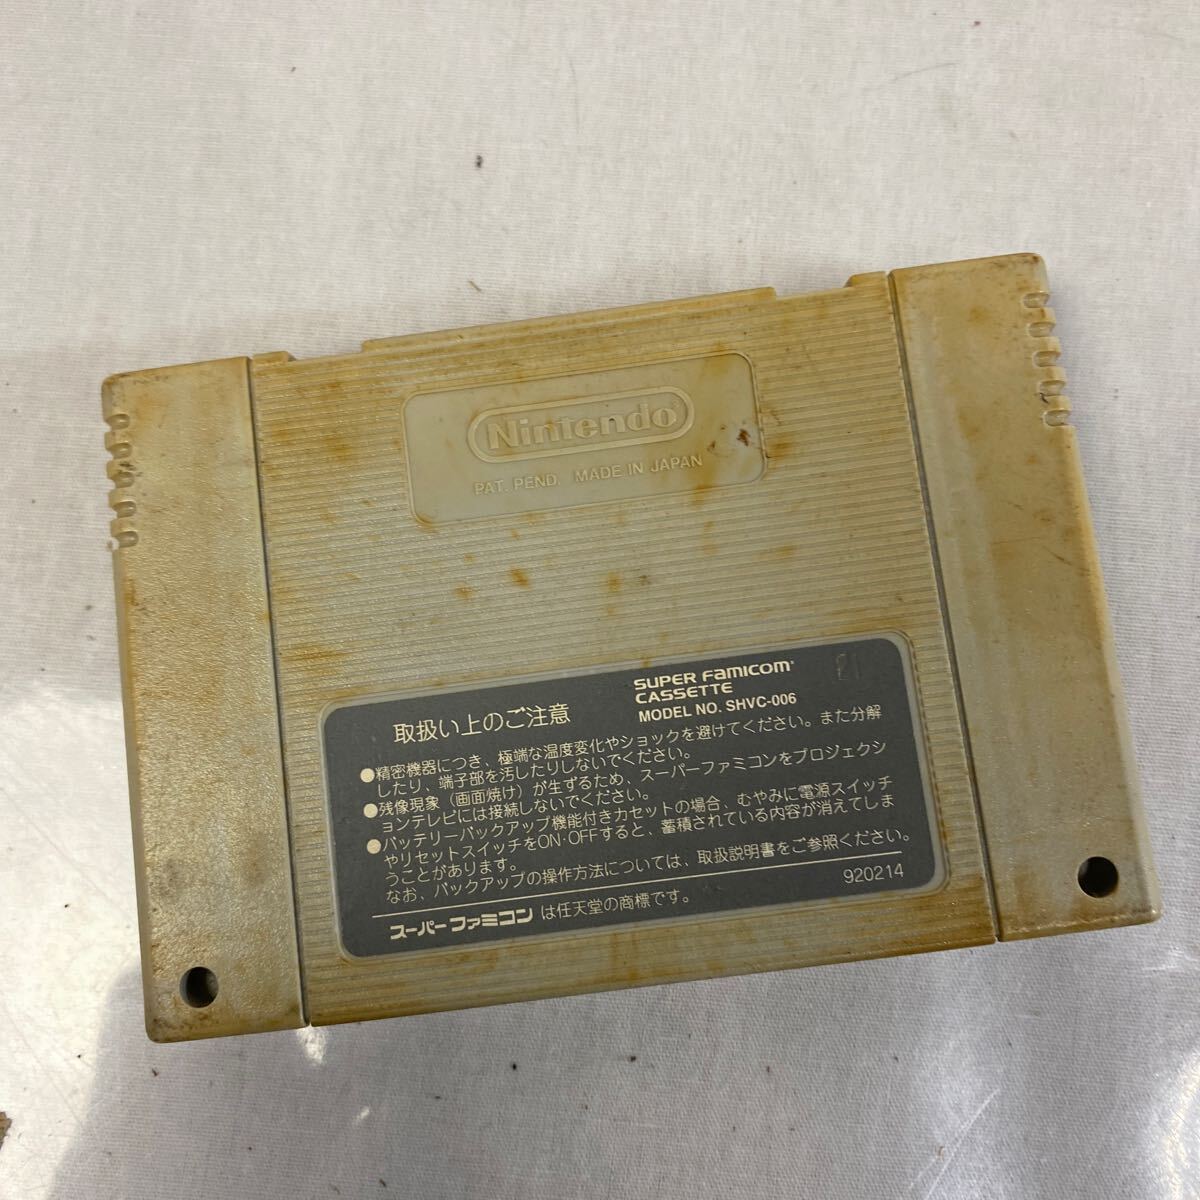 Nintendo
PAT. PEND. MADE IN JAPAN
取扱い上のご注意
SUPER FAMICOM
CASSETTE
MODEL NO. SHVC-006
●精密機器につき、極端な温度変化やショックを避けてください。また分解
したり、端子部を汚したりしないでください。
●残像現象（画面焼け）が生ずるため、スーパーファミコンをプロジェクシ
ョンテレビには接続しないでください。
●バッテリーバックアップ機能付きカセットの場合、むやみに電源スイッチ
やリセットスイッチをON·OFFすると、蓄積されている内容が消えてしま
うことがあります。
なお、バックアップの操作方法については、取扱説明書をご参照ください。
920214
スーパーファミコンは任天堂の商標です。